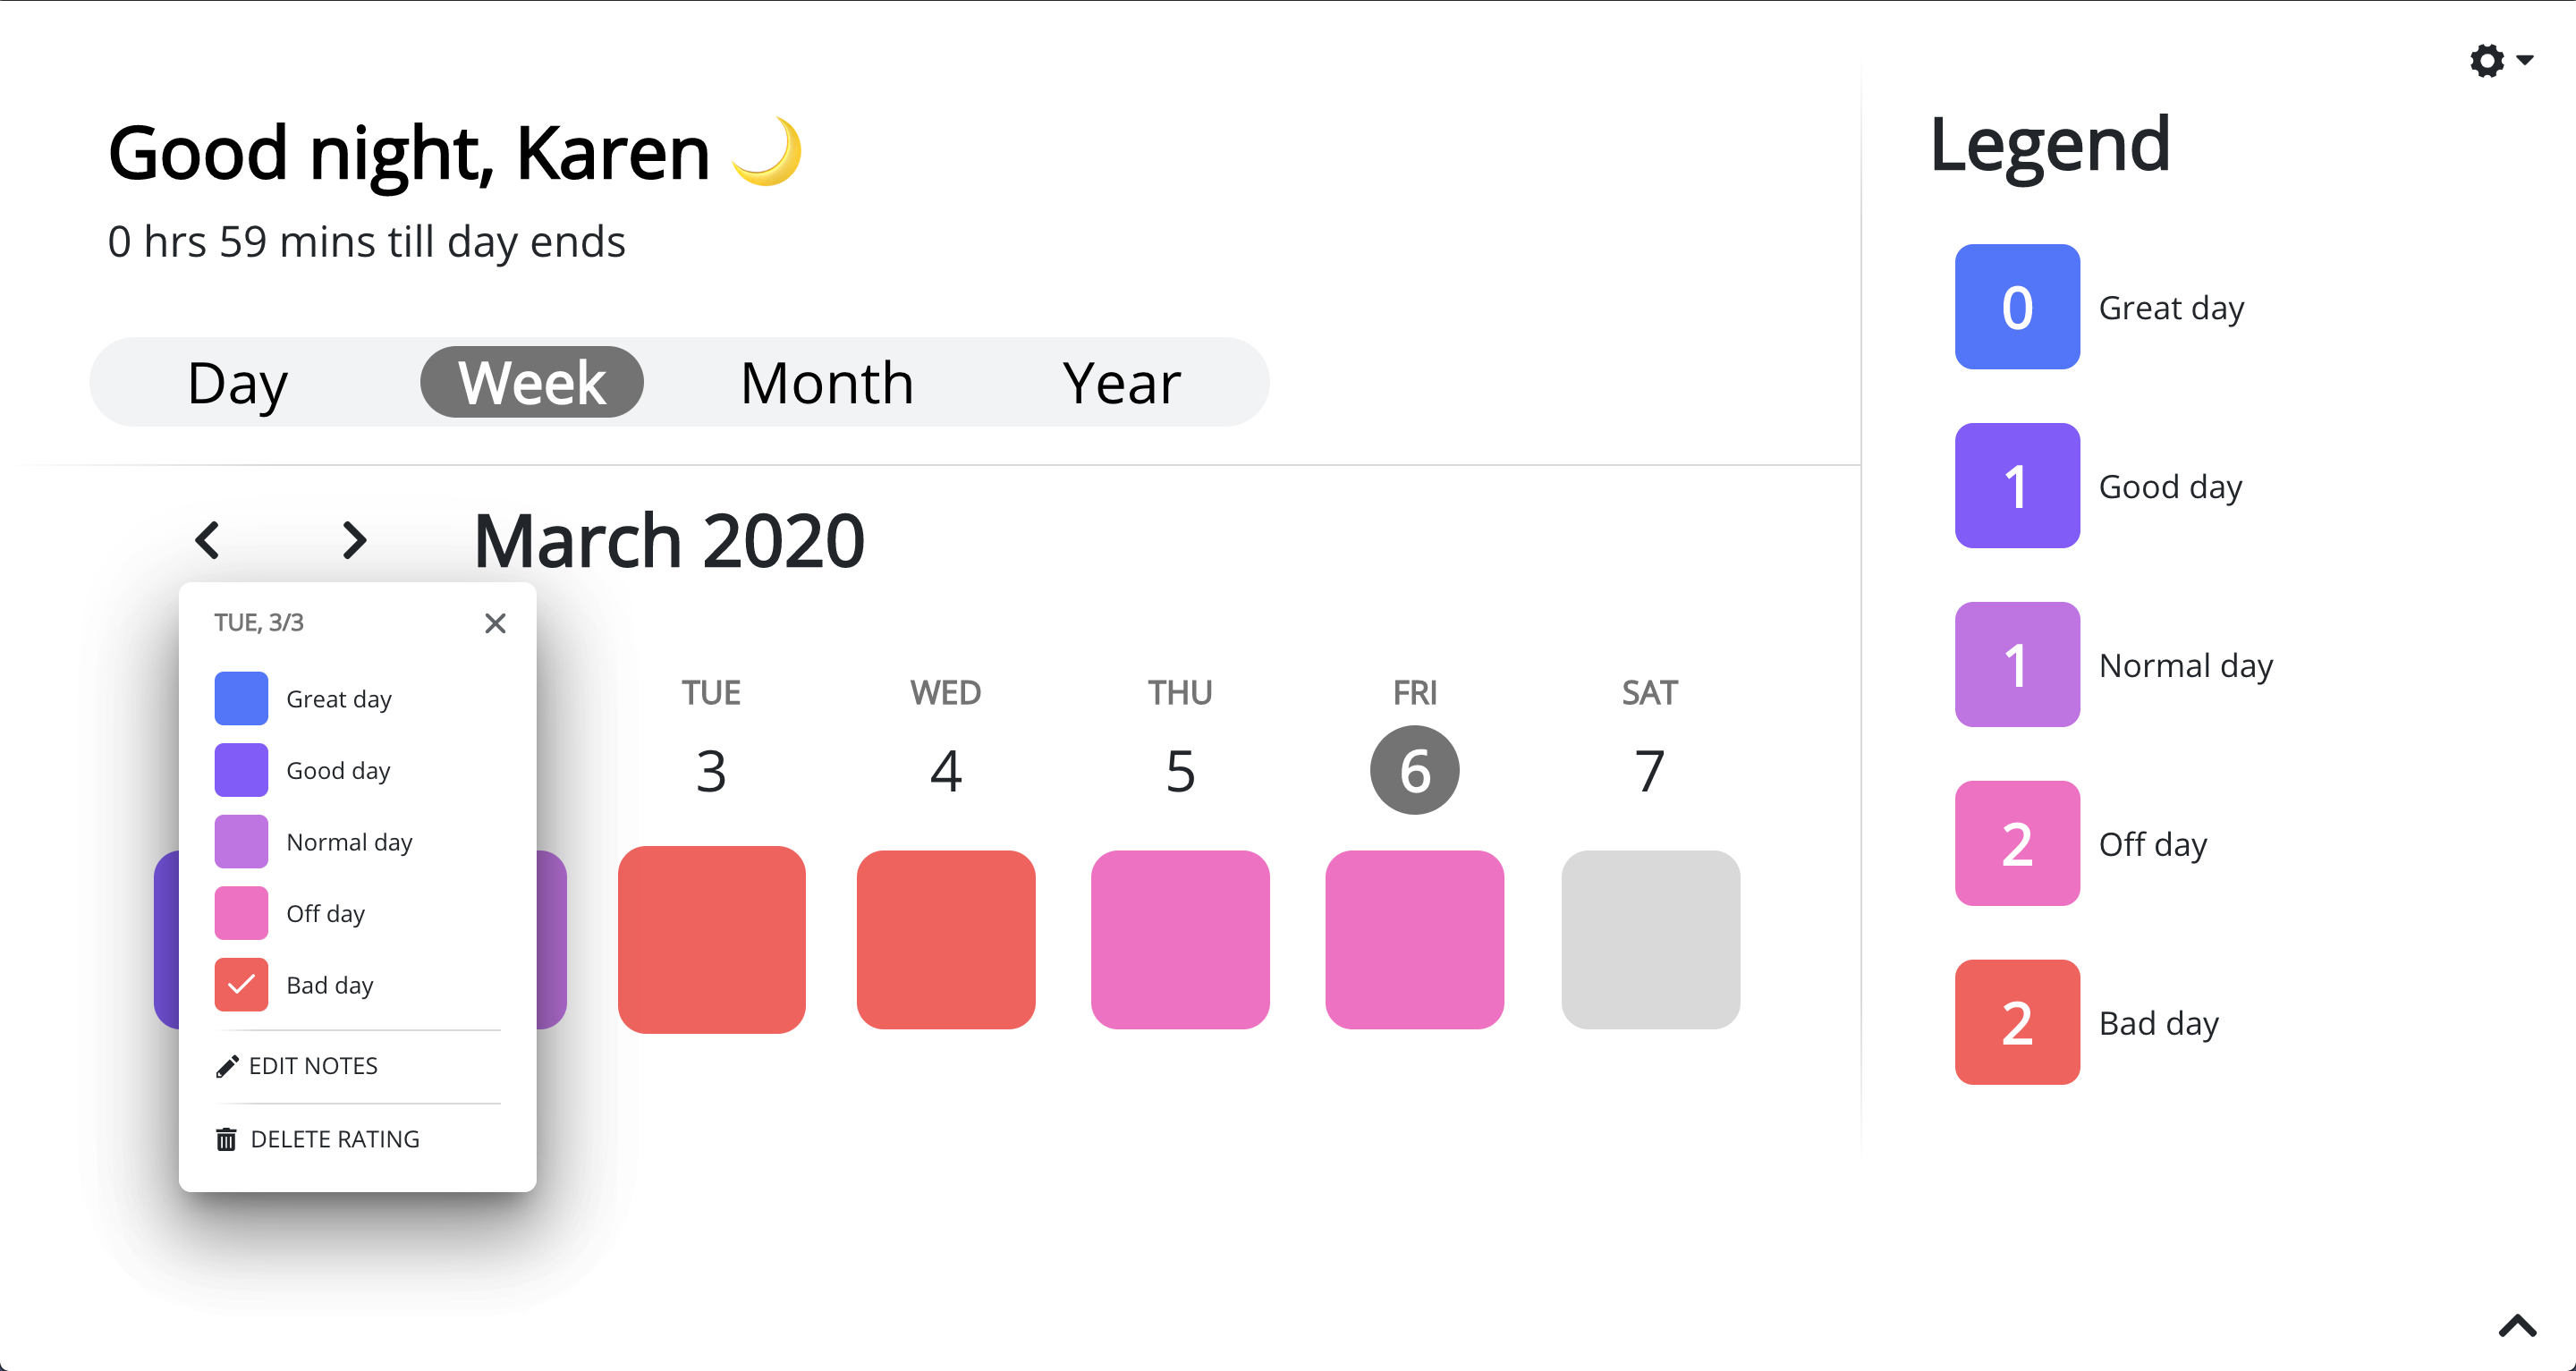 Good night, Karen
0 hrs 59 mins till day ends
Day Week Month Year
March 2020
TUE, 3/3
Great day
Good day
Normal day
Off day
Bad day
EDIT NOTES
DELETE RATING
TUE WED THU FRI SAT
3 4 5 6 7
Legend
0 Great day
1 Good day
1 Normal day
2 Off day
2 Bad day